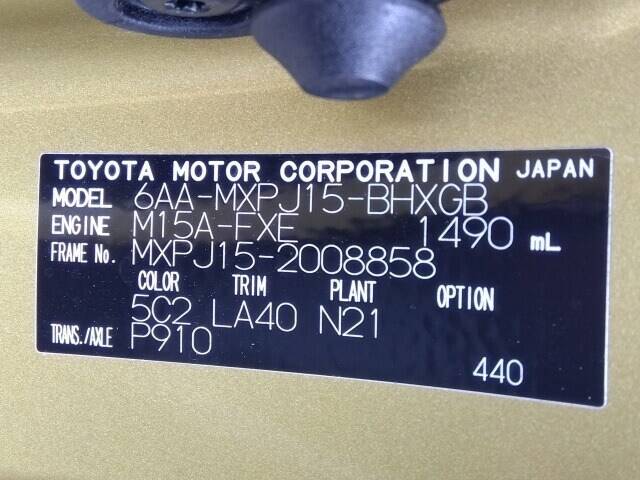 TOYOTA MOTOR CORPORATION JAPAN
MODEL 6AA-MXPJ15-BHXGB
ENGINE M15A-FXE 1490 mL
FRAME No. MXPJ15-2008858
COLOR TRIM PLANT OPTION
5C2 LA40 N21
TRANS./AXLE P910
440